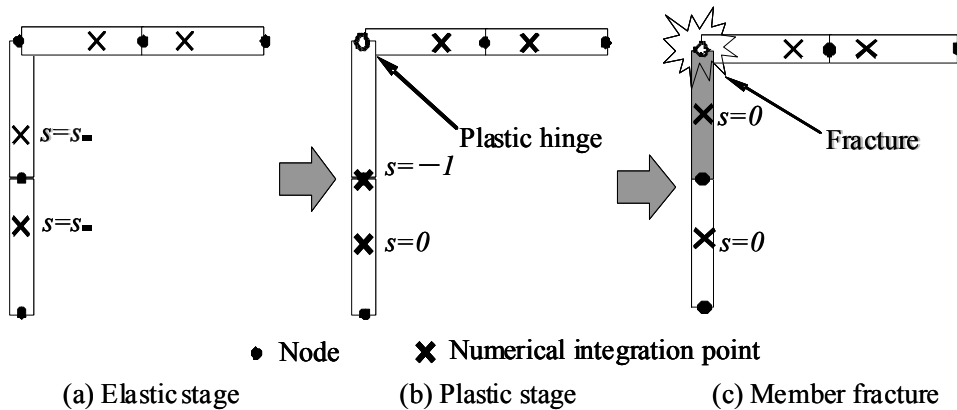 s=s
s=s
Plastic hinge
s=−1
s=0
s=0
Fracture
s=0
Node
Numerical integration point
(a) Elastic stage
(b) Plastic stage
(c) Member fracture